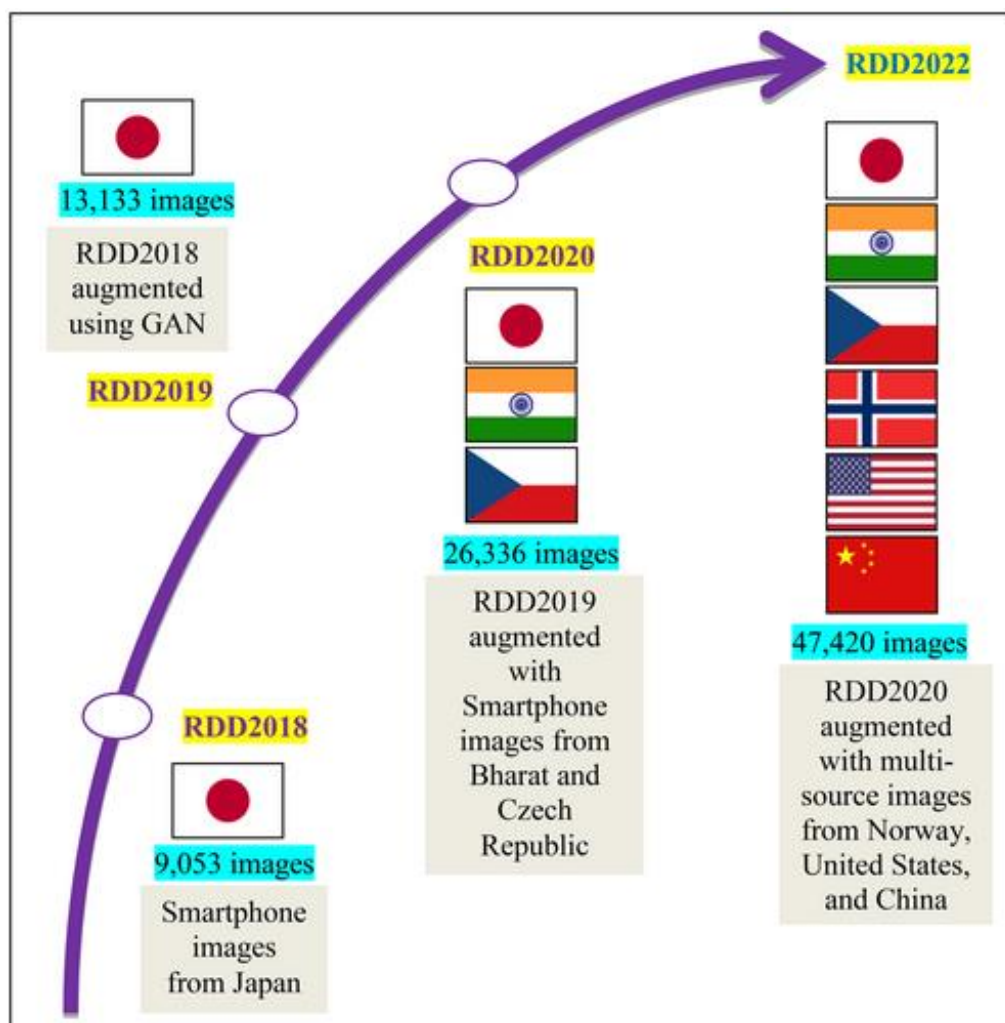 RDD2022
13,133 images
RDD2018
augmented
using GAN
RDD2020
RDD2019
26,336 images
RDD2019
augmented
with
Smartphone
images from
Bharat and
Czech
Republic
47,420 images
RDD2020
augmented
with multi-
source images
from Norway,
United States,
and China
RDD2018
9,053 images
Smartphone
images
from Japan